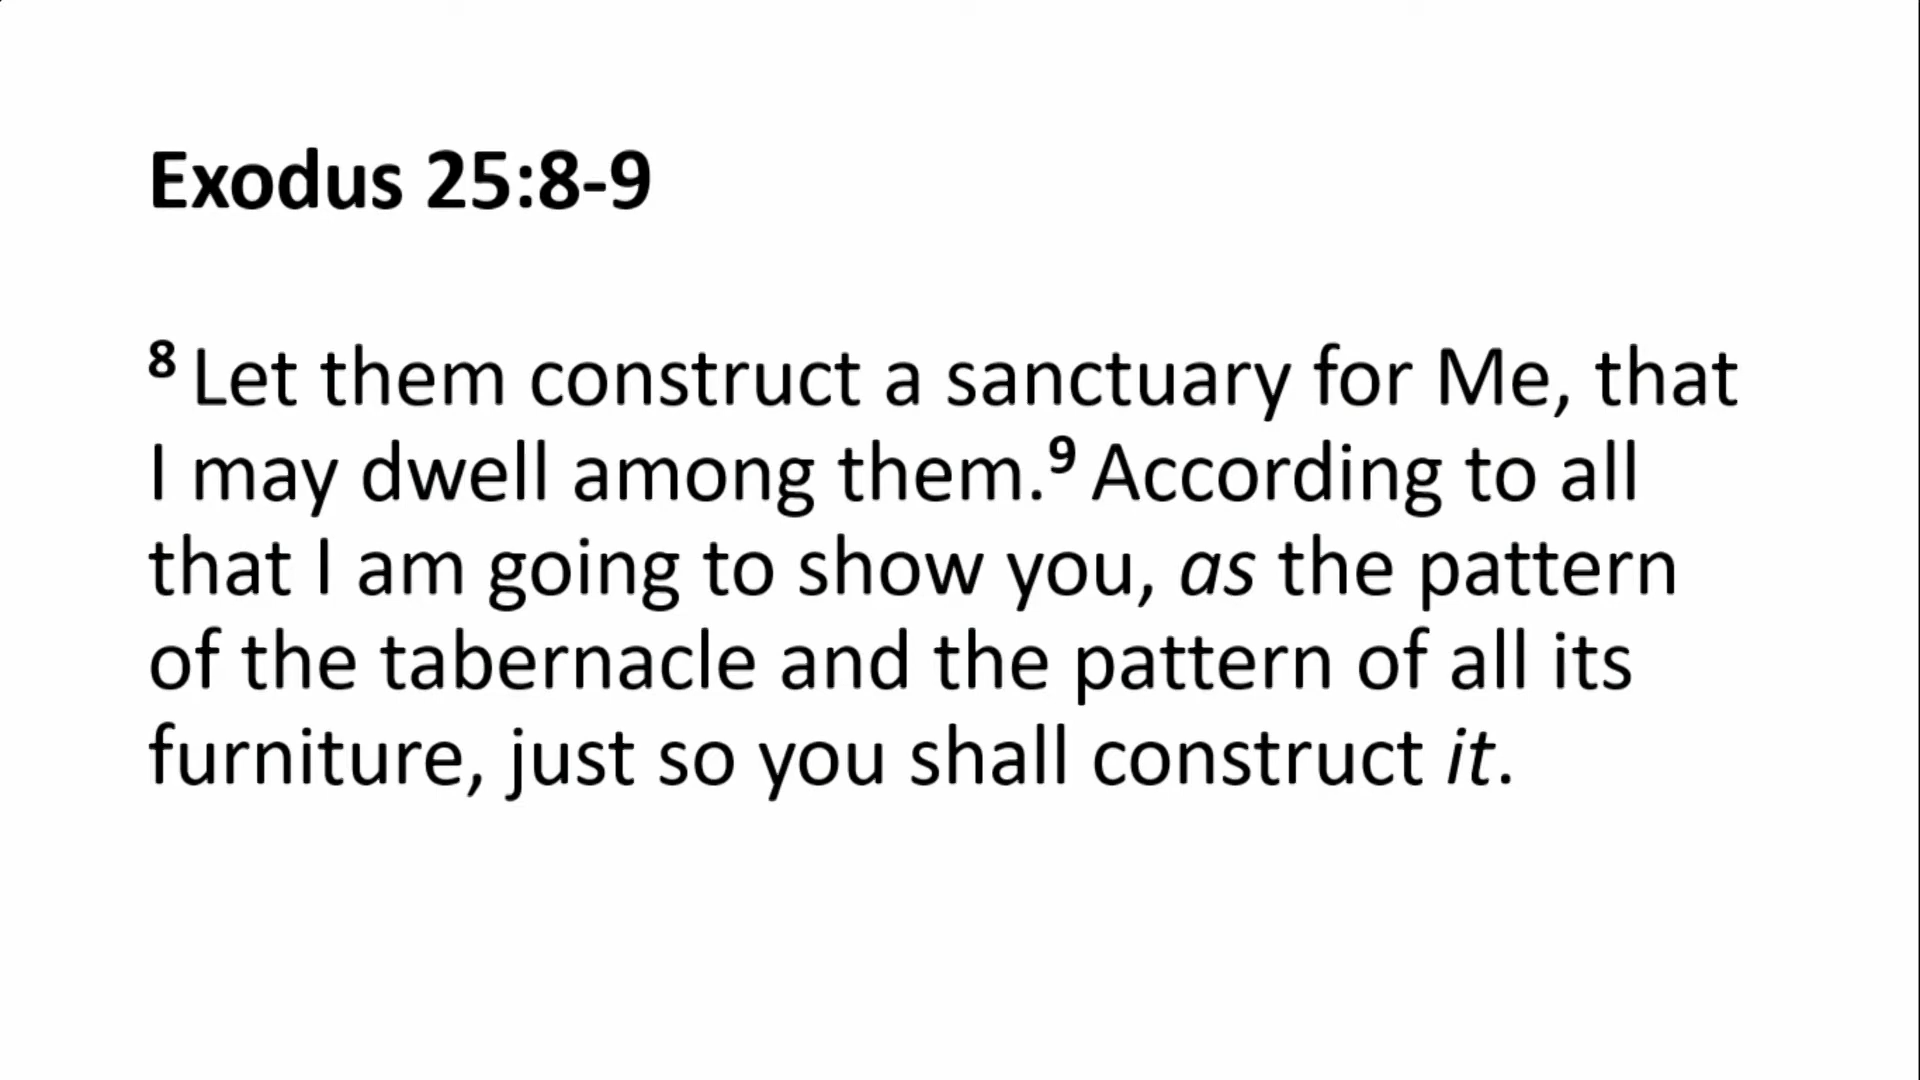 Exodus 25:8-9
8 Let them construct a sanctuary for Me, that
I may dwell among them.9 According to all
that I am going to show you, as the pattern
of the tabernacle and the pattern of all its
furniture, just so you shall construct it.